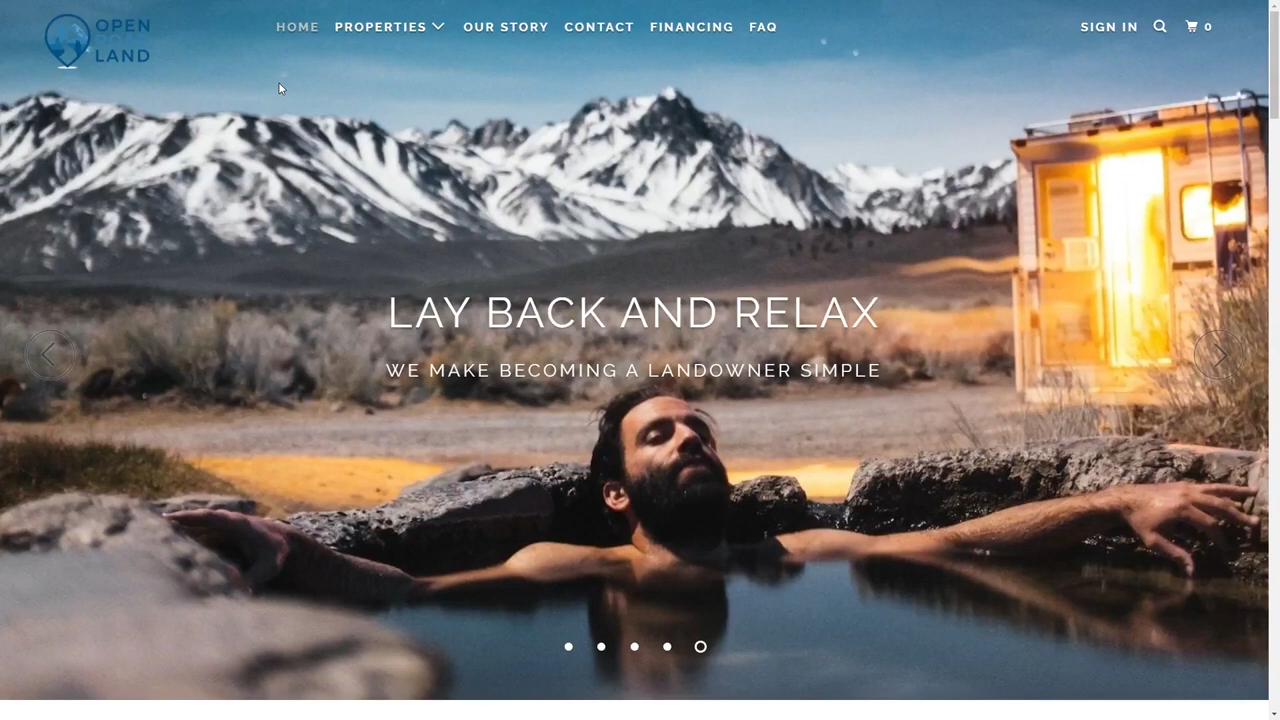 OPEN
LAND
HOME PROPERTIES OUR STORY CONTACT FINANCING FAQ SIGN IN 0
LAY BACK AND RELAX
WE MAKE BECOMING A LANDOWNER SIMPLE